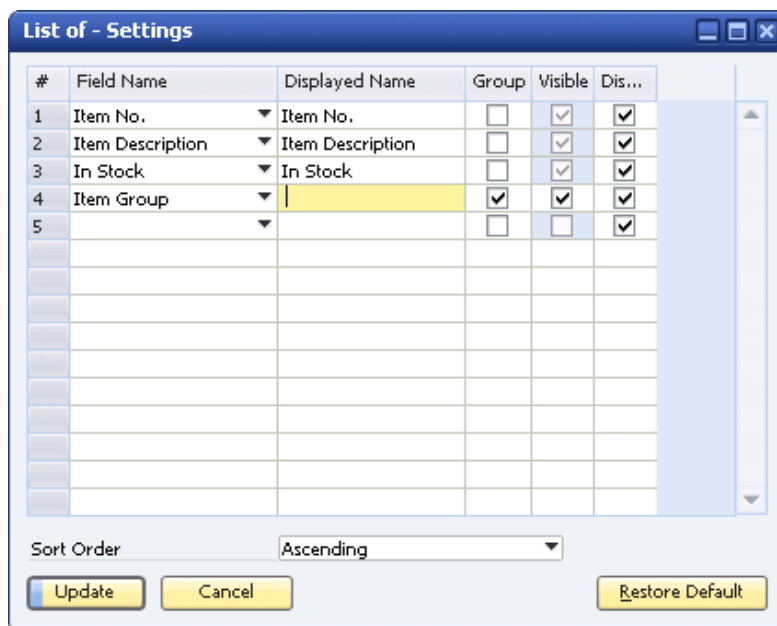 List of - Settings
# Field Name Displayed Name Group Visible Dis...
1 Item No. Item No.
2 Item Description Item Description
3 In Stock In Stock
4 Item Group
5
Sort Order Ascending
Update Cancel Restore Default